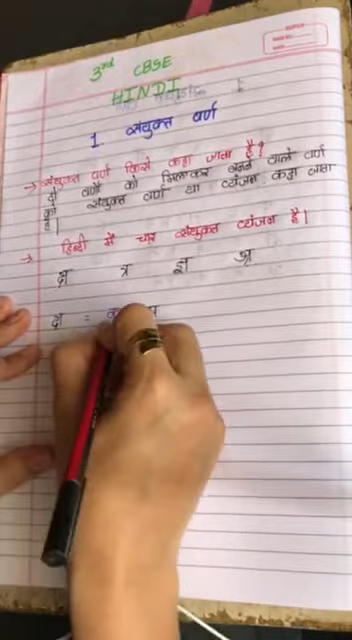 3rd CBSE
HINDI
1. संयुक्त वर्ण
→ संयुक्त वर्ण किसे कहा जाता है?
दो वर्णों को मिलाकर बनने वाले वर्ण
को संयुक्त वर्ण या व्यंजन कहा जाता
है।
→ हिन्दी में चार संयुक्त व्यंजन है।
क्ष त्र ज्ञ श्र
क्ष =